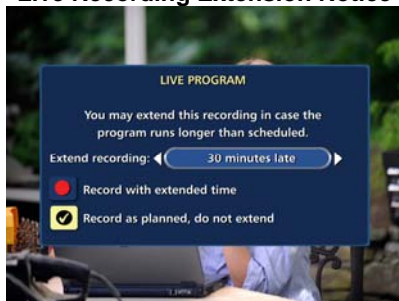 Live Recording Extension Notice
LIVE PROGRAM
You may extend this recording in case the
program runs longer than scheduled.
Extend recording: 30 minutes late
Record with extended time
Record as planned, do not extend